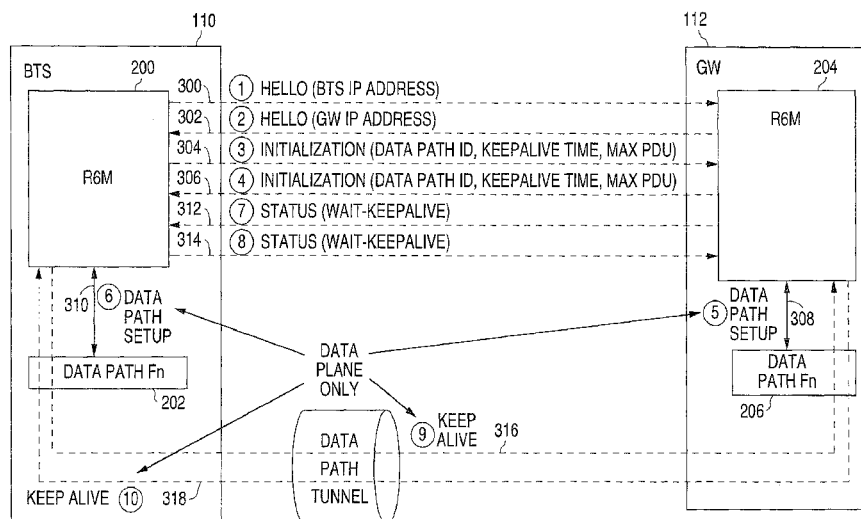 110
112
BTS
200
GW
204
300
① HELLO (BTS IP ADDRESS)
302
② HELLO (GW IP ADDRESS)
R6M
304
③ INITIALIZATION (DATA PATH ID, KEEPALIVE TIME, MAX PDU)
R6M
306
④ INITIALIZATION (DATA PATH ID, KEEPALIVE TIME, MAX PDU)
312
⑦ STATUS (WAIT-KEEPALIVE)
314
⑧ STATUS (WAIT-KEEPALIVE)
310
⑥ DATA
PATH
SETUP
⑤ DATA
PATH
SETUP
308
DATA
PLANE
ONLY
DATA PATH Fn
202
DATA
PATH Fn
206
⑨ KEEP
ALIVE
316
DATA
PATH
TUNNEL
KEEP ALIVE ⑩
318